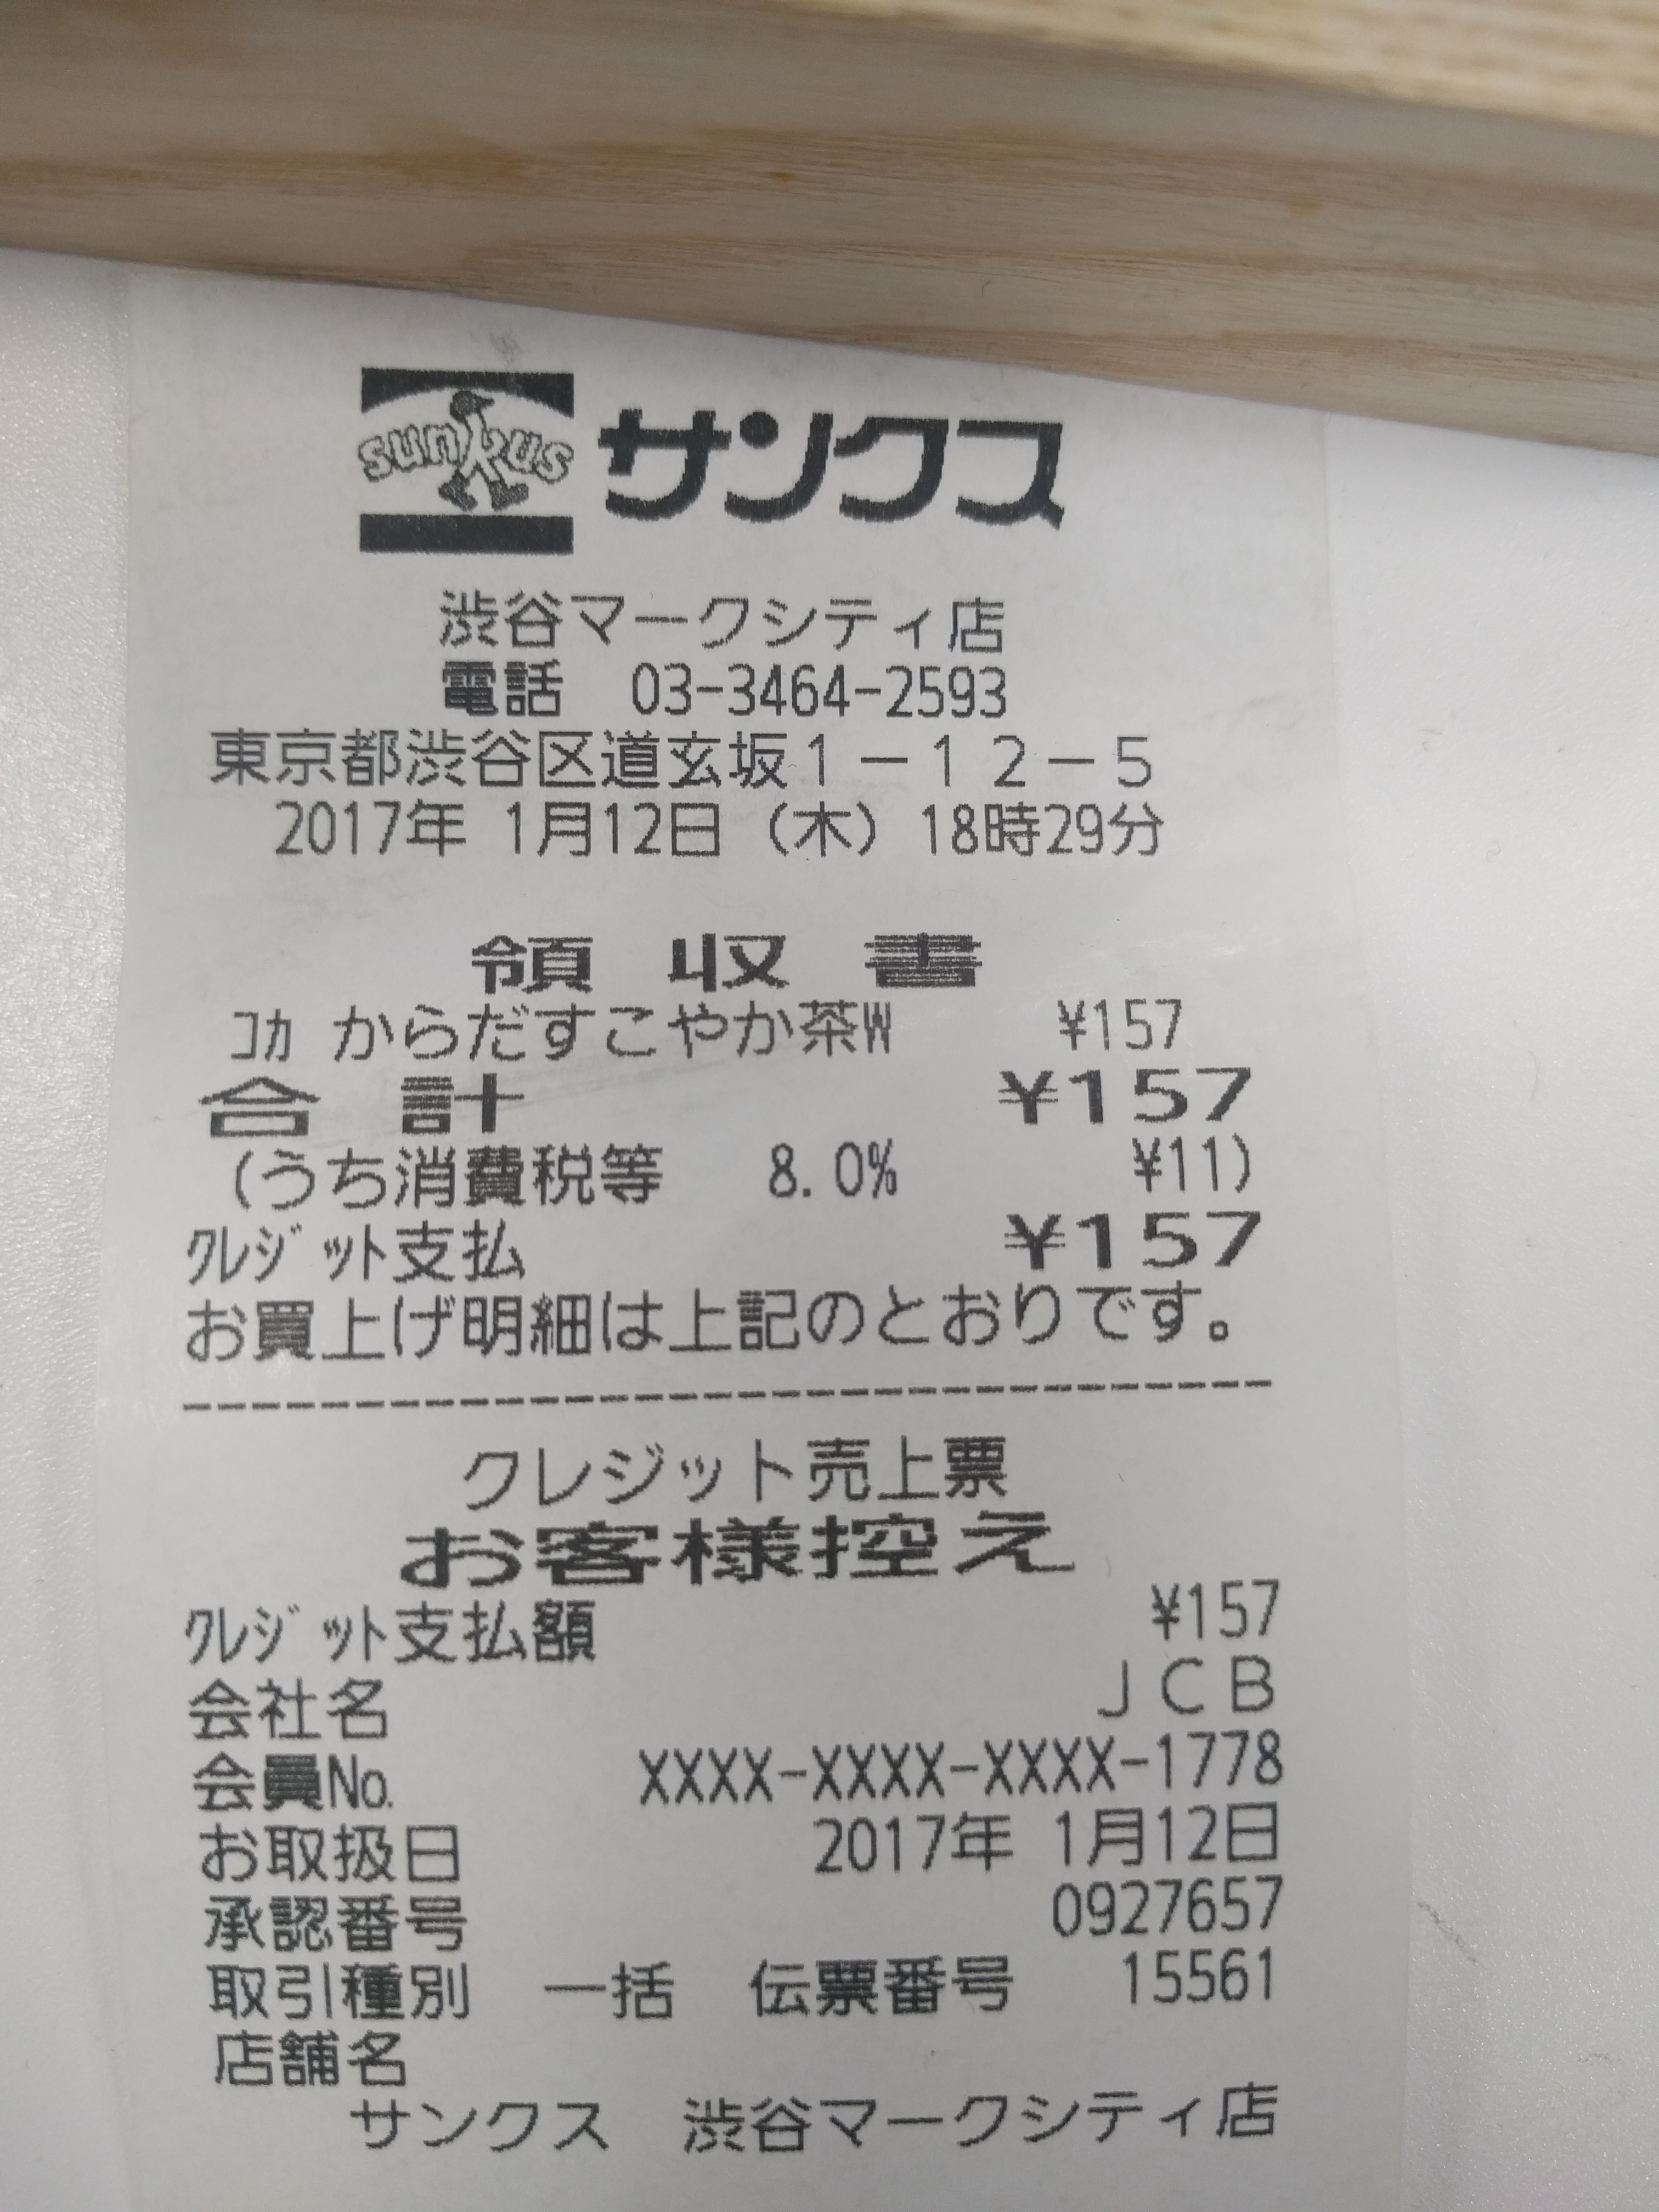 sunkus サンクス
渋谷マークシティ店
電話 03-3464-2593
東京都渋谷区道玄坂1－12－5
2017年 1月12日（木）18時29分
領収書
ｺｶ からだすこやか茶W ¥157
合計 ¥157
(うち消費税等 8.0% ¥11)
ｸﾚｼﾞｯﾄ支払 ¥157
お買上げ明細は上記のとおりです。
クレジット売上票
お客様控え
ｸﾚｼﾞｯﾄ支払額 ¥157
会社名 ＪＣＢ
会員No. XXXX-XXXX-XXXX-1778
お取扱日 2017年 1月12日
承認番号 0927657
取引種別 一括 伝票番号 15561
店舗名
サンクス 渋谷マークシティ店